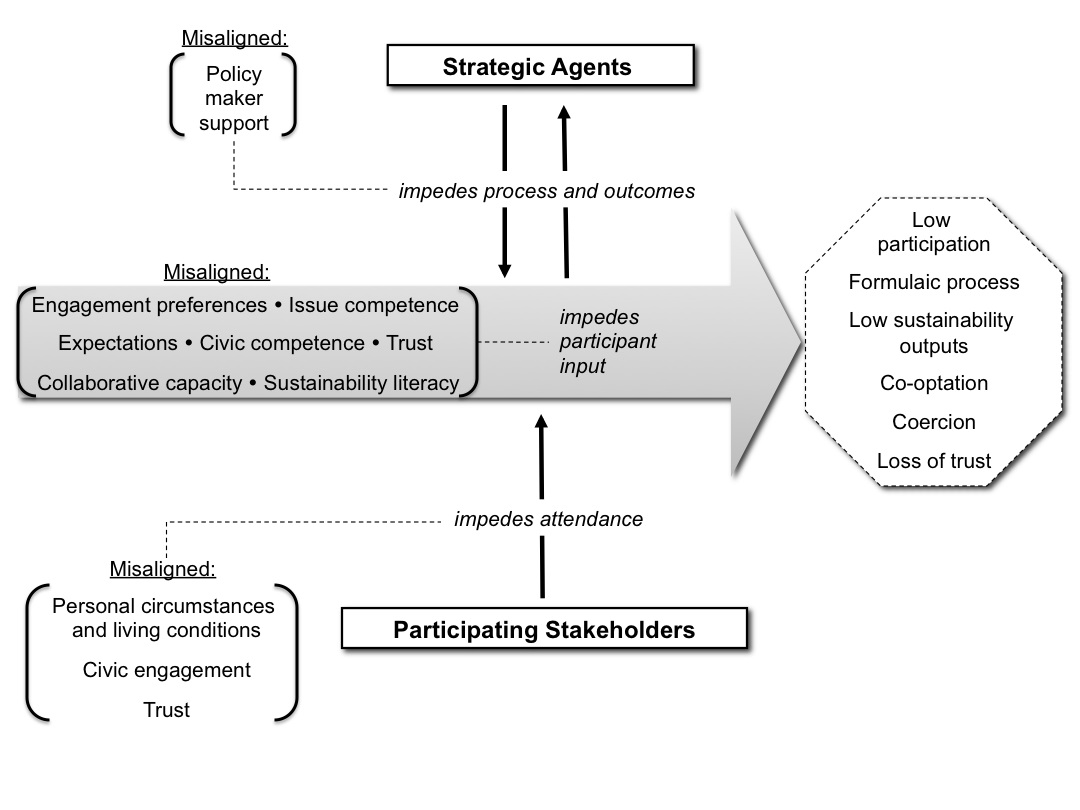 Misaligned:
Policy
maker
support
Strategic Agents
impedes process and outcomes
Misaligned:
Engagement preferences • Issue competence
Expectations • Civic competence • Trust
Collaborative capacity • Sustainability literacy
impedes
participant
input
Low
participation
Formulaic process
Low sustainability
outputs
Co-optation
Coercion
Loss of trust
impedes attendance
Misaligned:
Personal circumstances
and living conditions
Civic engagement
Trust
Participating Stakeholders